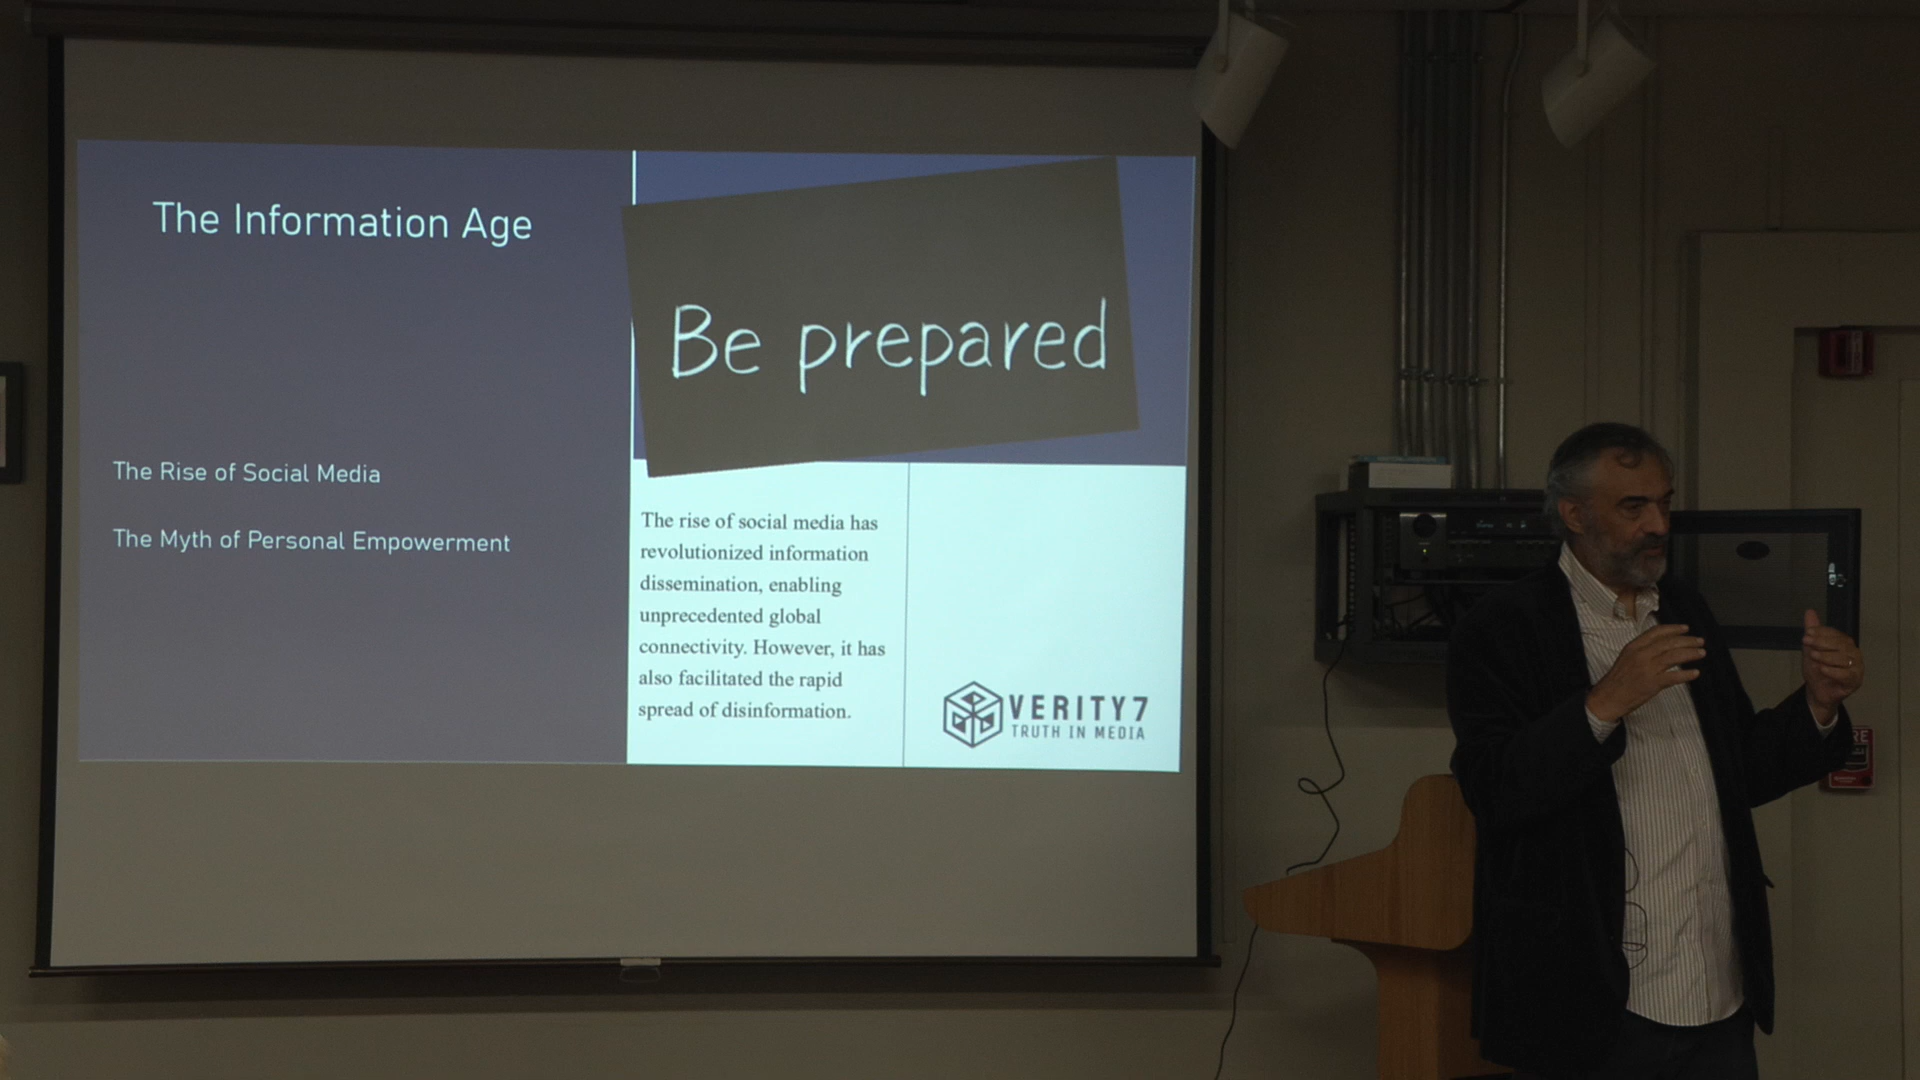 The Information Age
The Rise of Social Media
The Myth of Personal Empowerment
Be prepared
The rise of social media has
revolutionized information
dissemination, enabling
unprecedented global
connectivity. However, it has
also facilitated the rapid
spread of disinformation.
VERITY7
TRUTH IN MEDIA